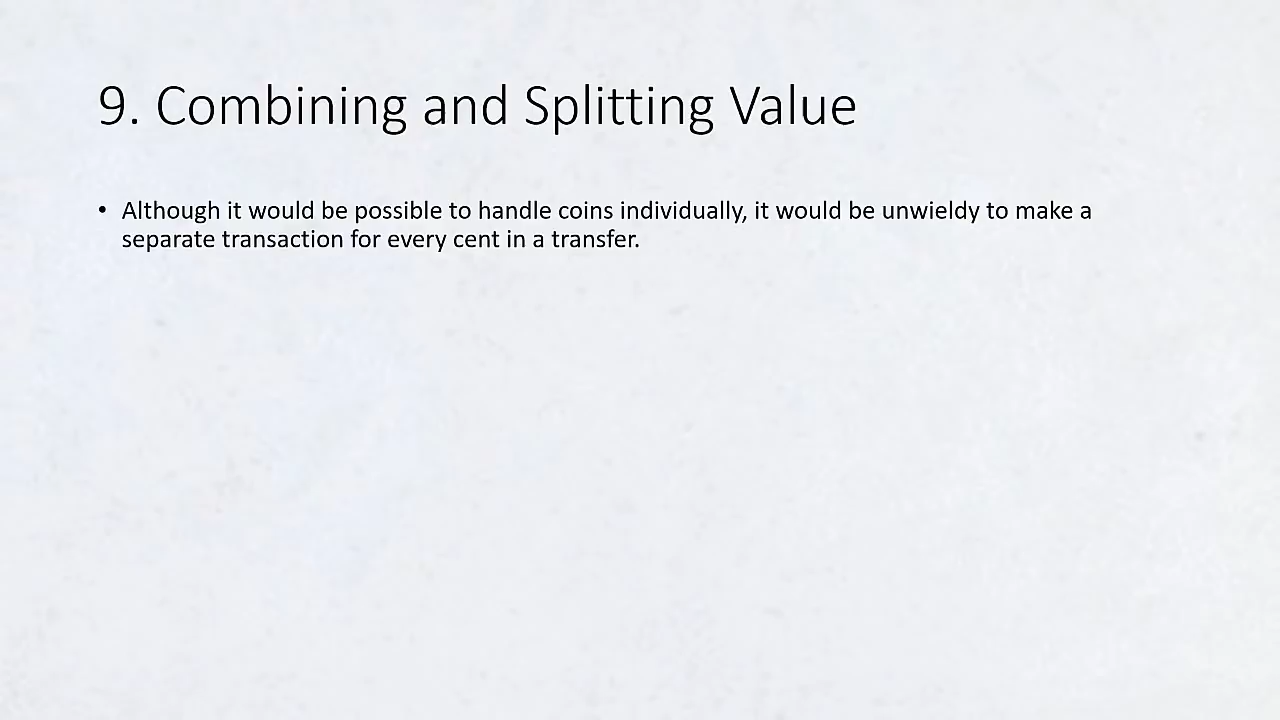 9. Combining and Splitting Value
• Although it would be possible to handle coins individually, it would be unwieldy to make a
separate transaction for every cent in a transfer.